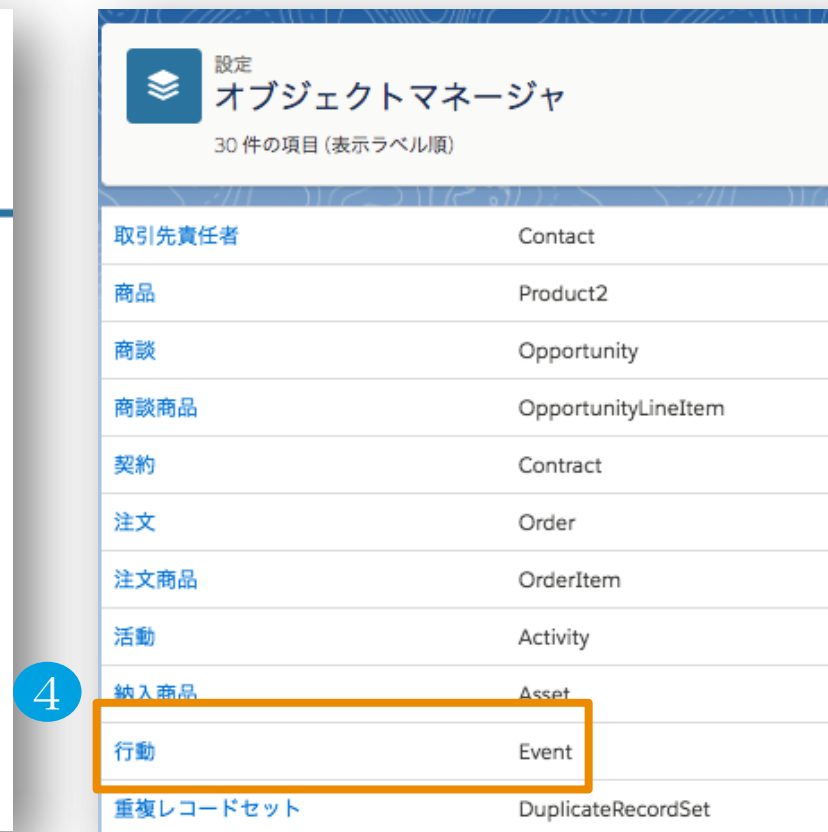 設定
オブジェクトマネージャ
30 件の項目 (表示ラベル順)
取引先責任者 Contact
商品 Product2
商談 Opportunity
商談商品 OpportunityLineItem
契約 Contract
注文 Order
注文商品 OrderItem
活動 Activity
4
納入商品 Asset
行動 Event
重複レコードセット DuplicateRecordSet